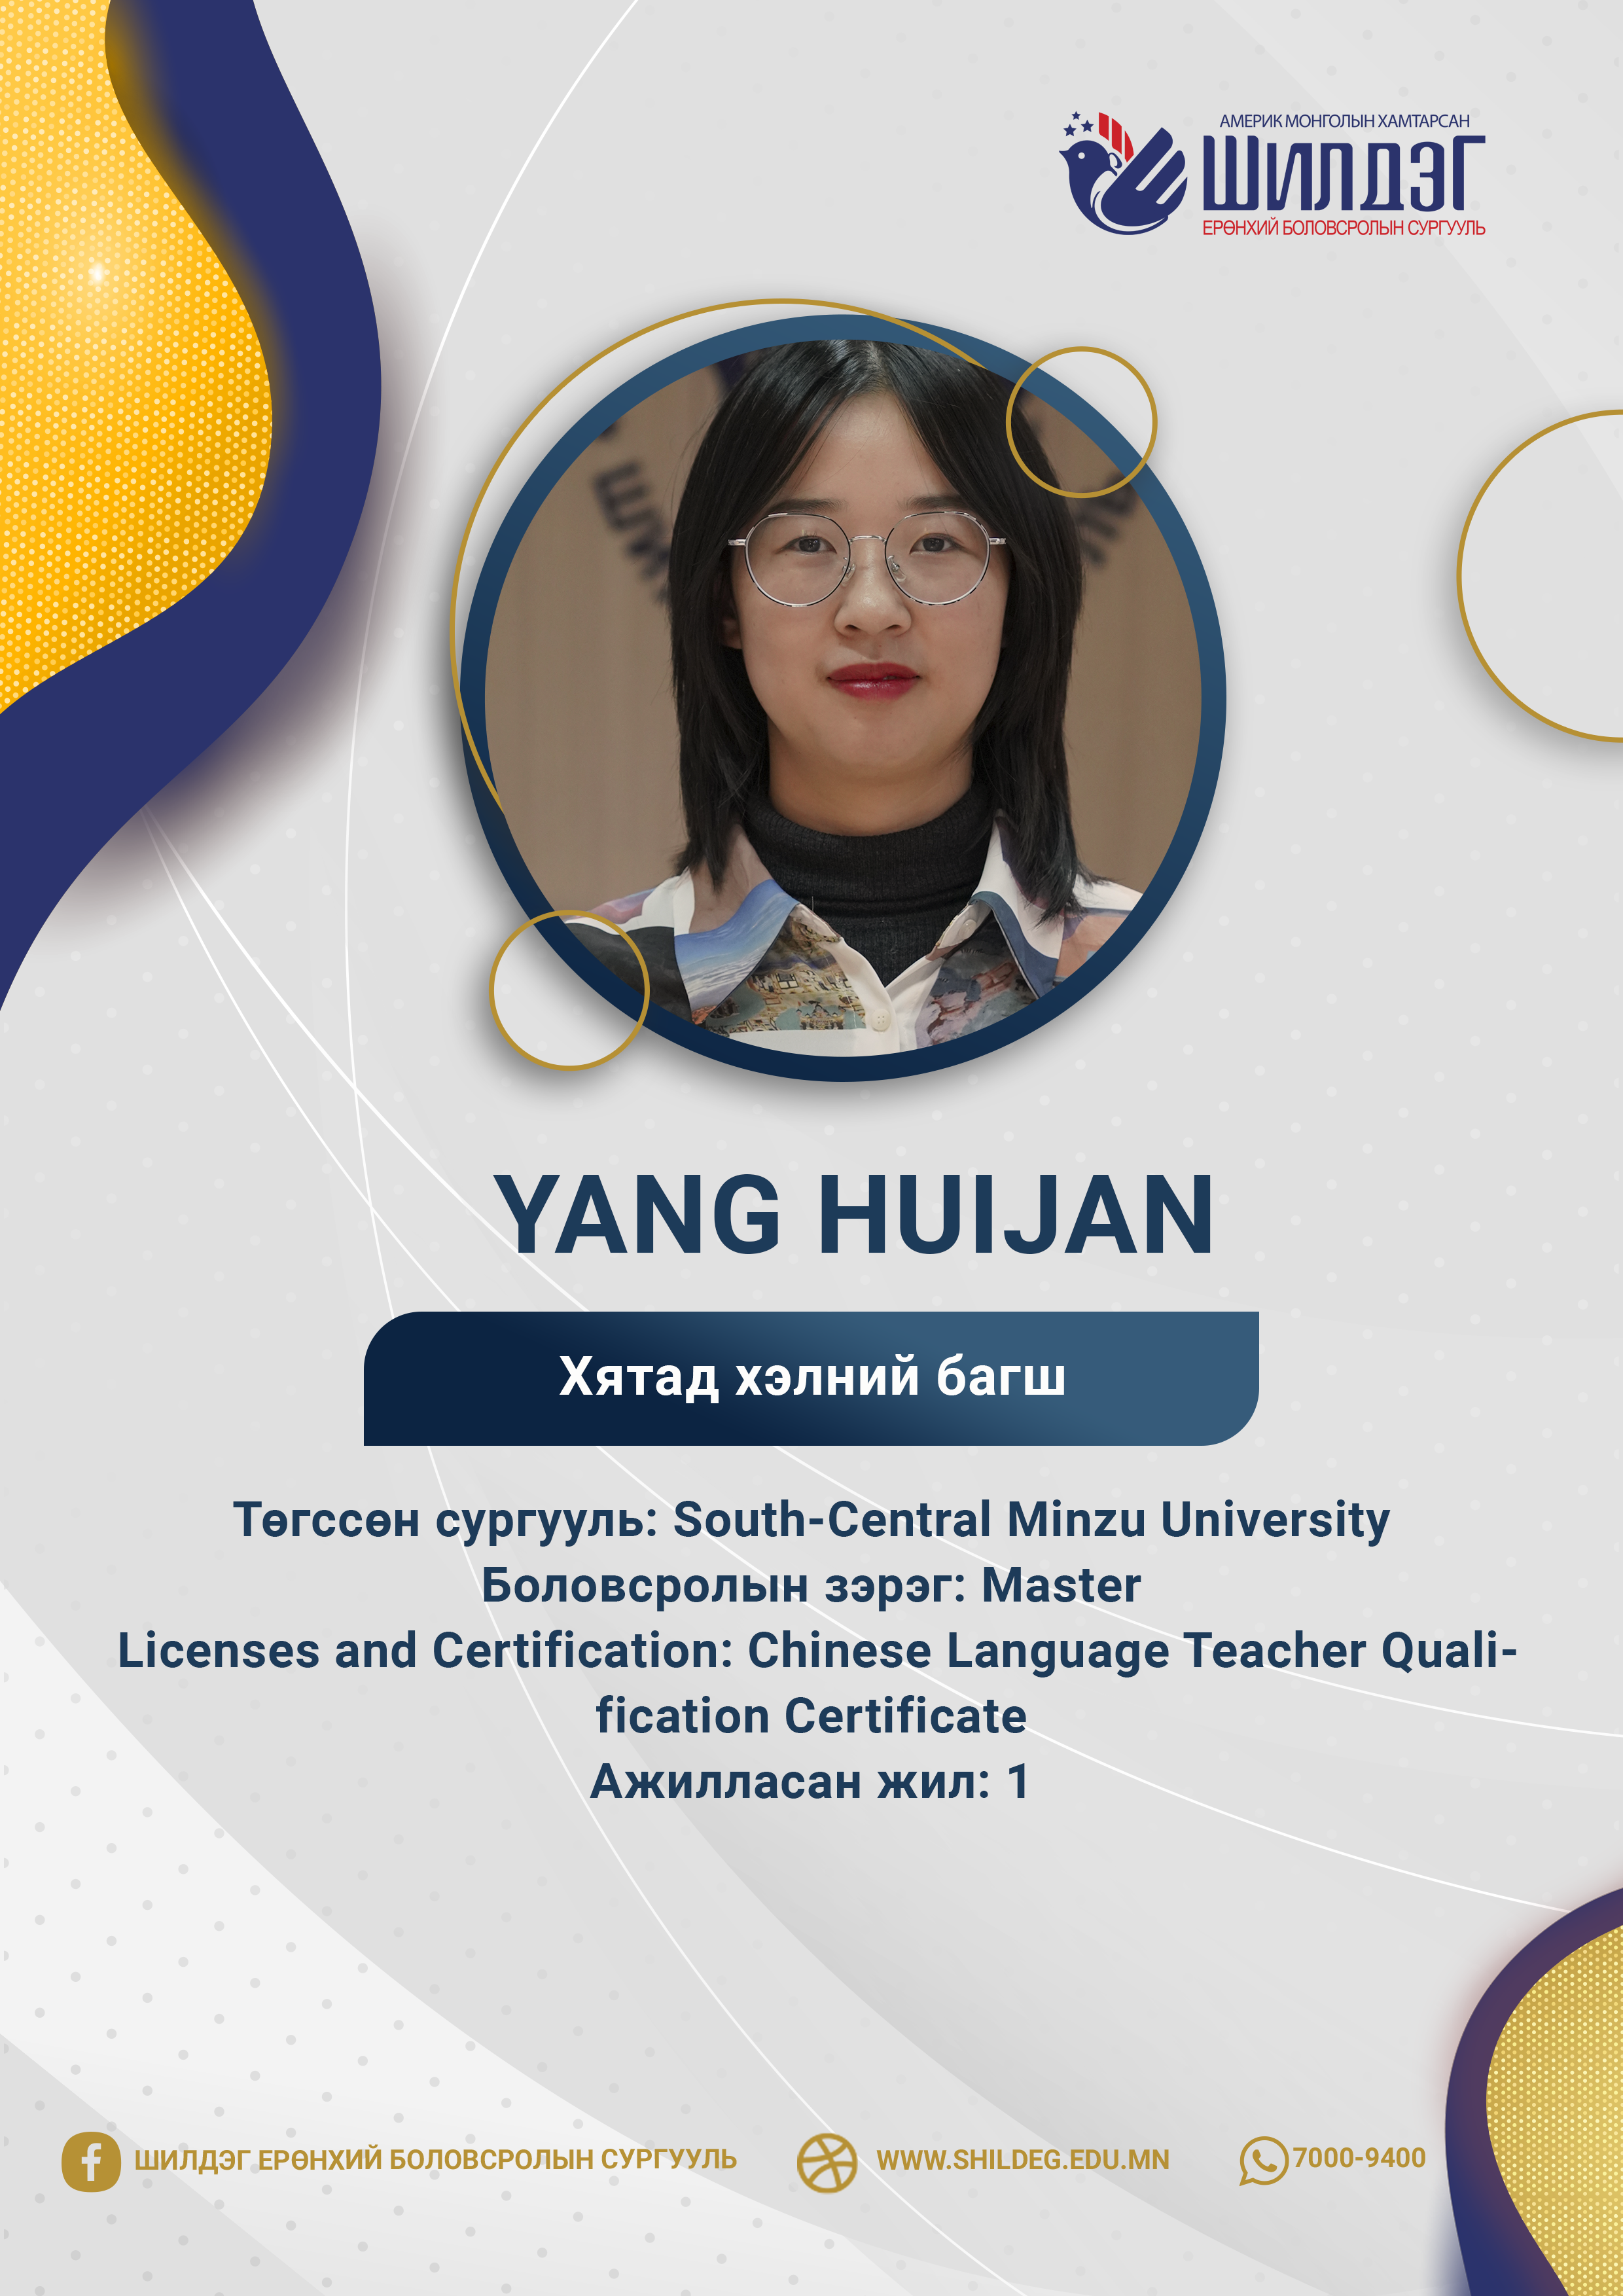 АМЕРИК МОНГОЛЫН ХАМТАРСАН
ШИЛДЭГ
ЕРӨНХИЙ БОЛОВСРОЛЫН СУРГУУЛЬ
YANG HUIJAN
Хятад хэлний багш
Төгссөн сургууль: South-Central Minzu University
Боловсролын зэрэг: Master
Licenses and Certification: Chinese Language Teacher Quali-
fication Certificate
Ажилласан жил: 1
ШИЛДЭГ ЕРӨНХИЙ БОЛОВСРОЛЫН СУРГУУЛЬ
WWW.SHILDEG.EDU.MN
7000-9400